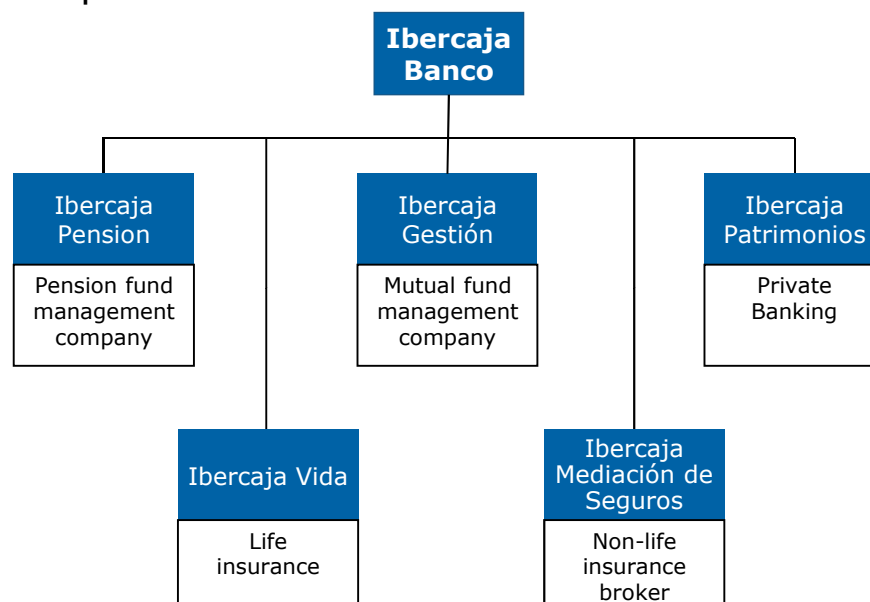 Ibercaja
Banco
Ibercaja
Pension
Pension fund
management
company
Ibercaja
Gestión
Mutual fund
management
company
Ibercaja
Patrimonios
Private
Banking
Ibercaja Vida
Life
insurance
Ibercaja
Mediación de
Seguros
Non-life
insurance
broker